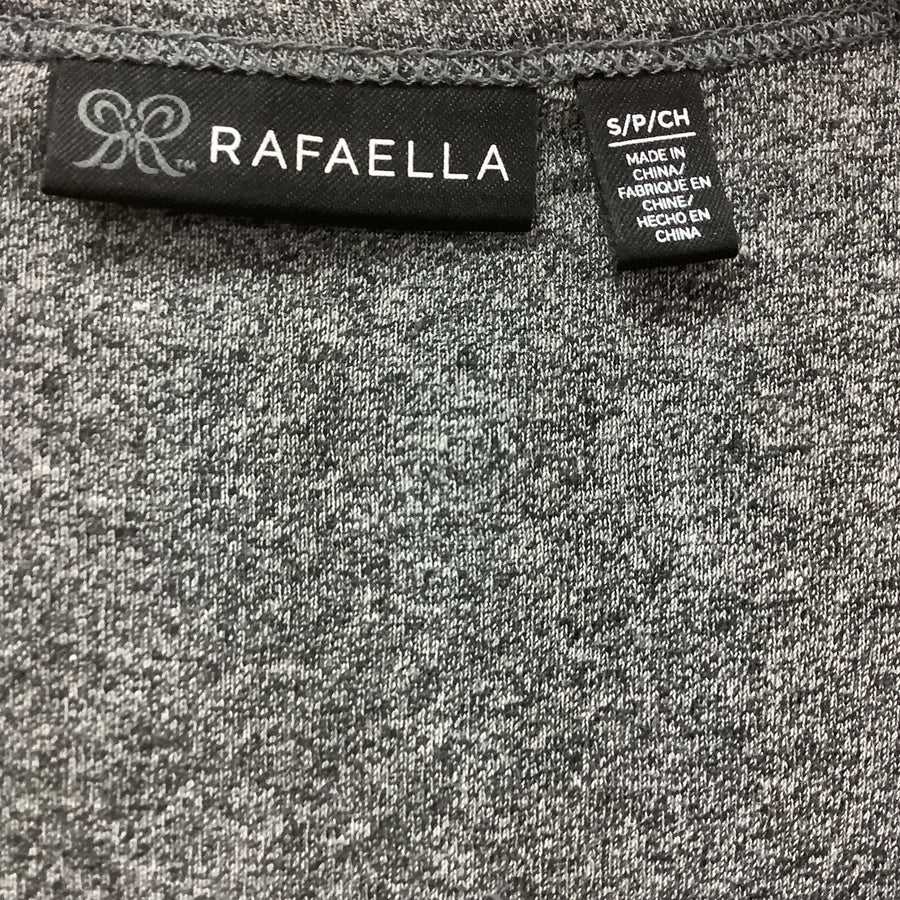 RAFAELLA
S/P/CH
MADE IN
CHINA/
FABRIQUÉ EN
CHINE/
HECHO EN
CHINA